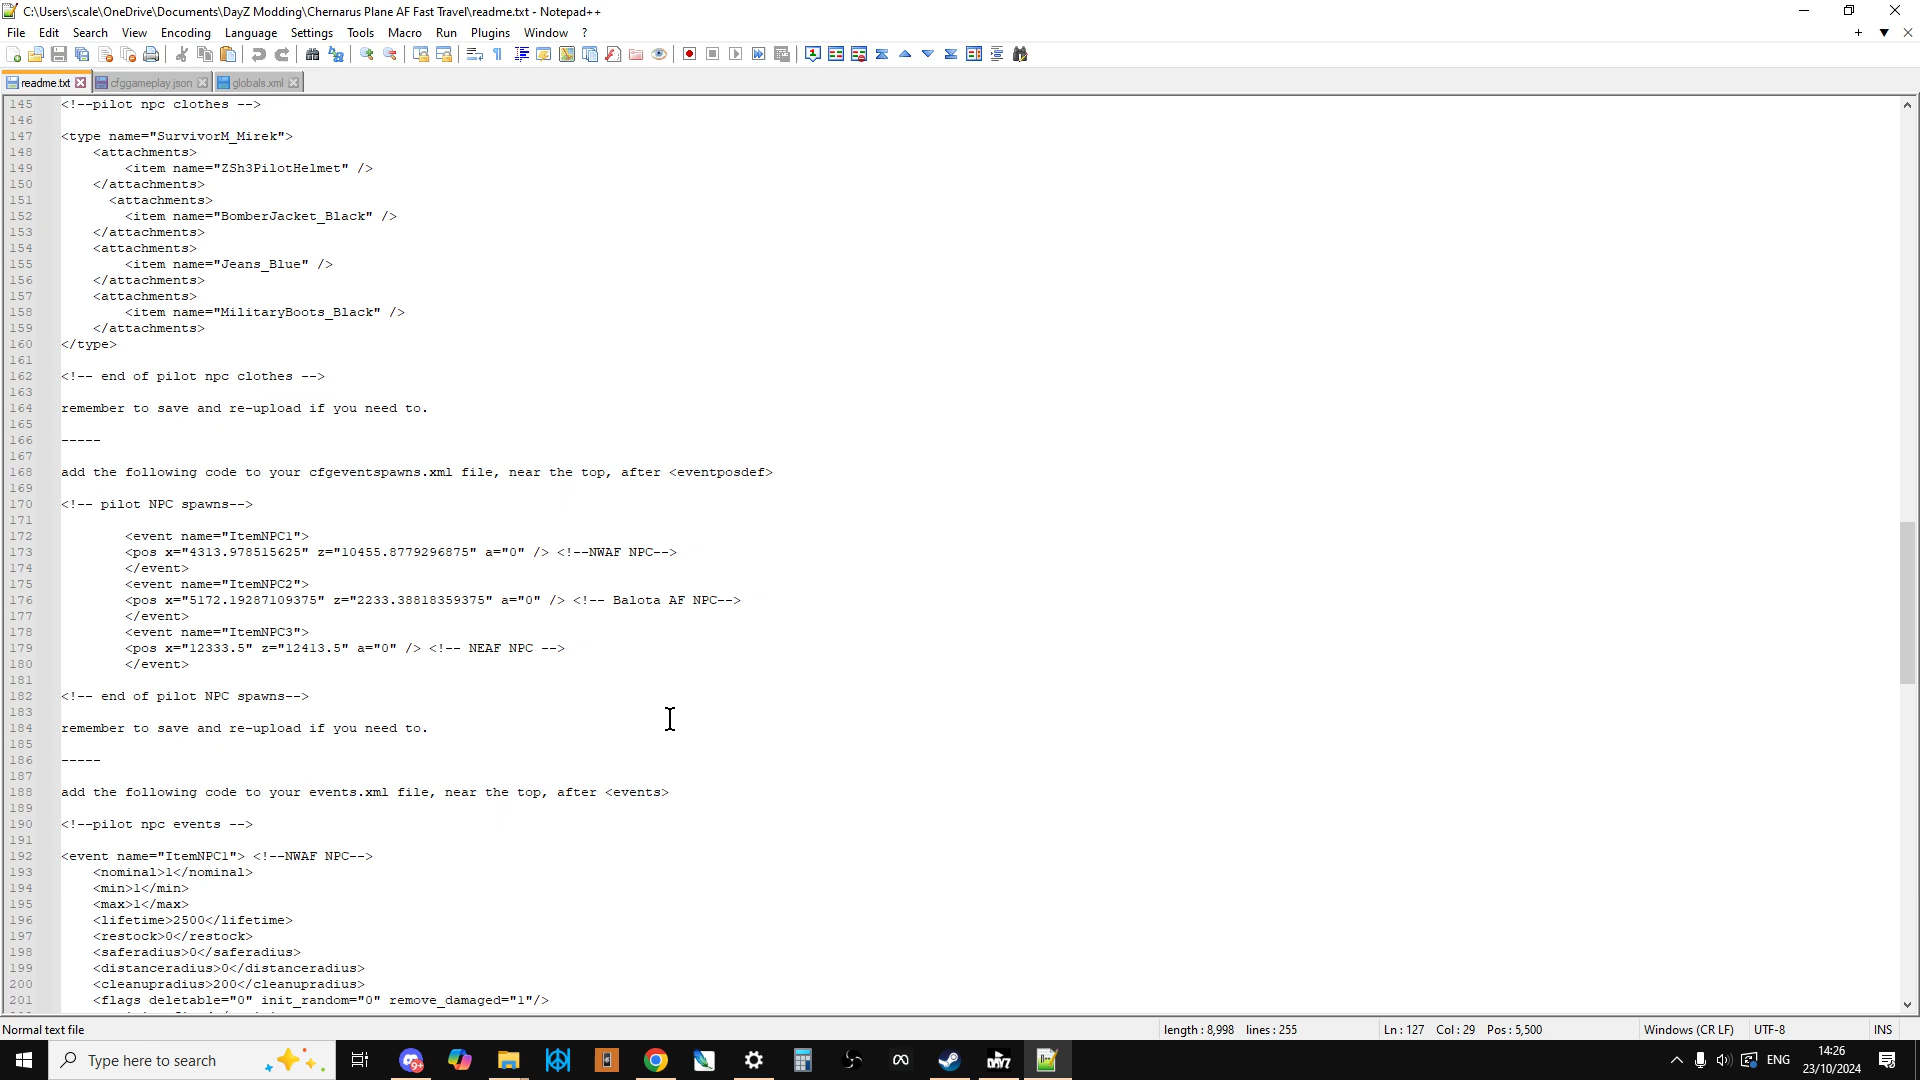 C:\Users\scale\OneDrive\Documents\DayZ Modding\Chernarus Plane AF Fast Travel\readme.txt - Notepad++
File Edit Search View Encoding Language Settings Tools Macro Run Plugins Window ?
readme.txt cfggameplay.json globals.xml
145 <!--pilot npc clothes -->
146
147 <type name="SurvivorM_Mirek">
148 <attachments>
149 <item name="ZSh3PilotHelmet" />
150 </attachments>
151 <attachments>
152 <item name="BomberJacket_Black" />
153 </attachments>
154 <attachments>
155 <item name="Jeans_Blue" />
156 </attachments>
157 <attachments>
158 <item name="MilitaryBoots_Black" />
159 </attachments>
160 </type>
161
162 <!-- end of pilot npc clothes -->
163
164 remember to save and re-upload if you need to.
165
166 -----
167
168 add the following code to your cfgeventspawns.xml file, near the top, after <eventposdef>
169
170 <!-- pilot NPC spawns-->
171
172 <event name="ItemNPC1">
173 <pos x="4313.978515625" z="10455.8779296875" a="0" /> <!--NWAF NPC-->
174 </event>
175 <event name="ItemNPC2">
176 <pos x="5172.19287109375" z="2233.38818359375" a="0" /> <!-- Balota AF NPC-->
177 </event>
178 <event name="ItemNPC3">
179 <pos x="12333.5" z="12413.5" a="0" /> <!-- NEAF NPC -->
180 </event>
181
182 <!-- end of pilot NPC spawns-->
183
184 remember to save and re-upload if you need to.
185
186 -----
187
188 add the following code to your events.xml file, near the top, after <events>
189
190 <!--pilot npc events -->
191
192 <event name="ItemNPC1"> <!--NWAF NPC-->
193 <nominal>1</nominal>
194 <min>1</min>
195 <max>1</max>
196 <lifetime>2500</lifetime>
197 <restock>0</restock>
198 <saferadius>0</saferadius>
199 <distanceradius>0</distanceradius>
200 <cleanupradius>200</cleanupradius>
201 <flags deletable="0" init_random="0" remove_damaged="1"/>
Normal text file length : 8,998 lines : 255 Ln : 127 Col : 29 Pos : 5,500 Windows (CR LF) UTF-8 INS
Type here to search ENG 14:26
23/10/2024